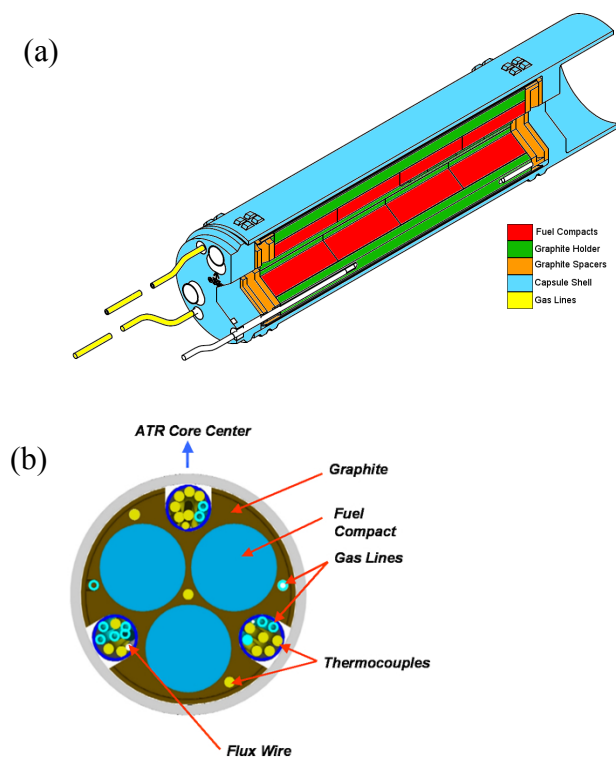 (a)
Fuel Compacts
Graphite Holder
Graphite Spacers
Capsule Shell
Gas Lines
ATR Core Center
(b)
Graphite
Fuel
Compact
Gas Lines
Thermocouples
Flux Wire